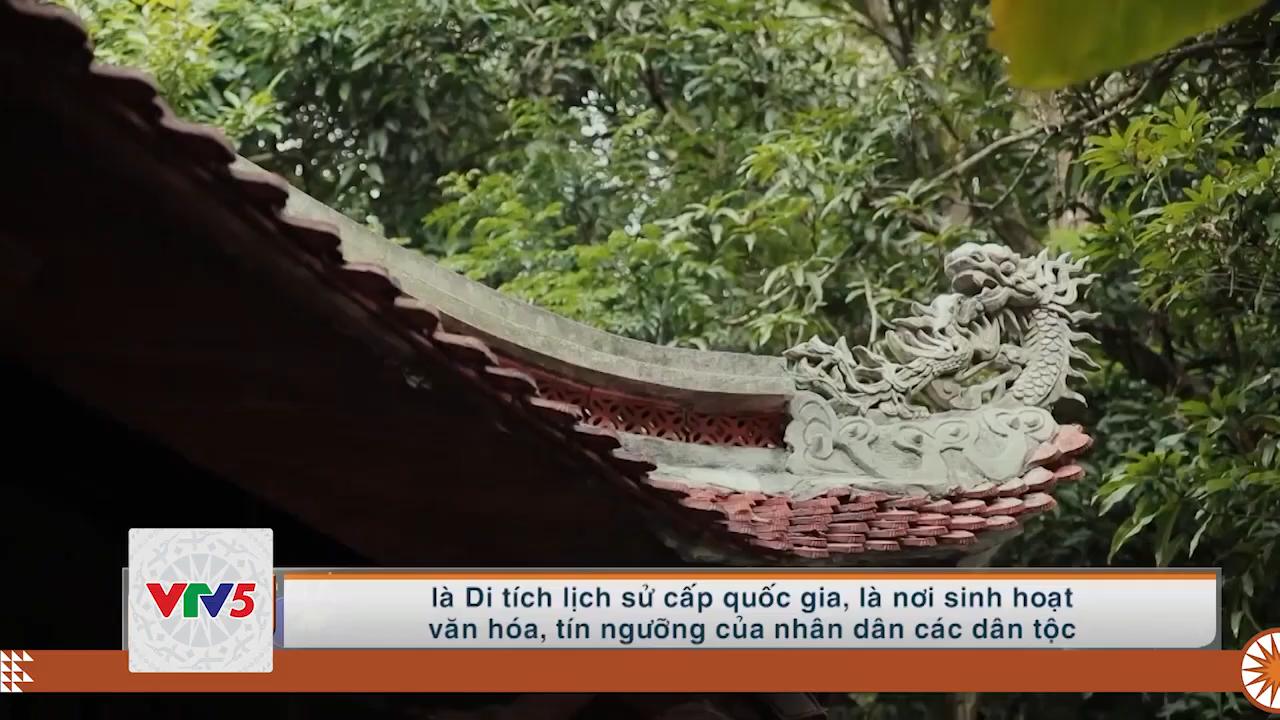 là Di tích lịch sử cấp quốc gia, là nơi sinh hoạt
văn hóa, tín ngưỡng của nhân dân các dân tộc
VTV5